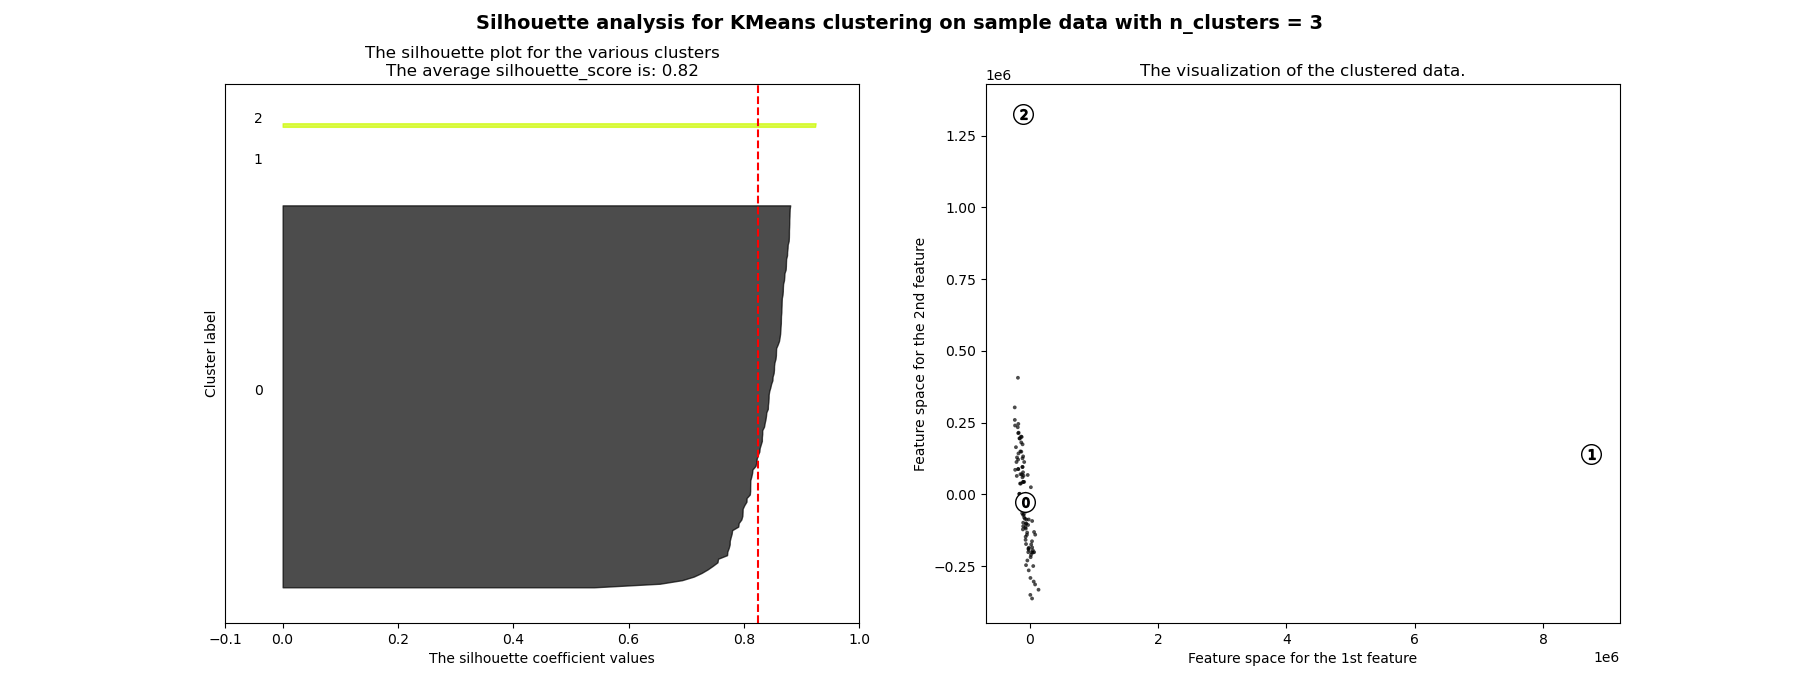 Silhouette analysis for KMeans clustering on sample data with n_clusters = 3
The silhouette plot for the various clusters
The average silhouette_score is: 0.82
2
1
0
Cluster label
−0.1 0.0 0.2 0.4 0.6 0.8 1.0
The silhouette coefficient values
The visualization of the clustered data.
1e6
1.25
1.00
0.75
0.50
0.25
0.00
−0.25
Feature space for the 2nd feature
2
1
0
0 2 4 6 8
Feature space for the 1st feature
1e6